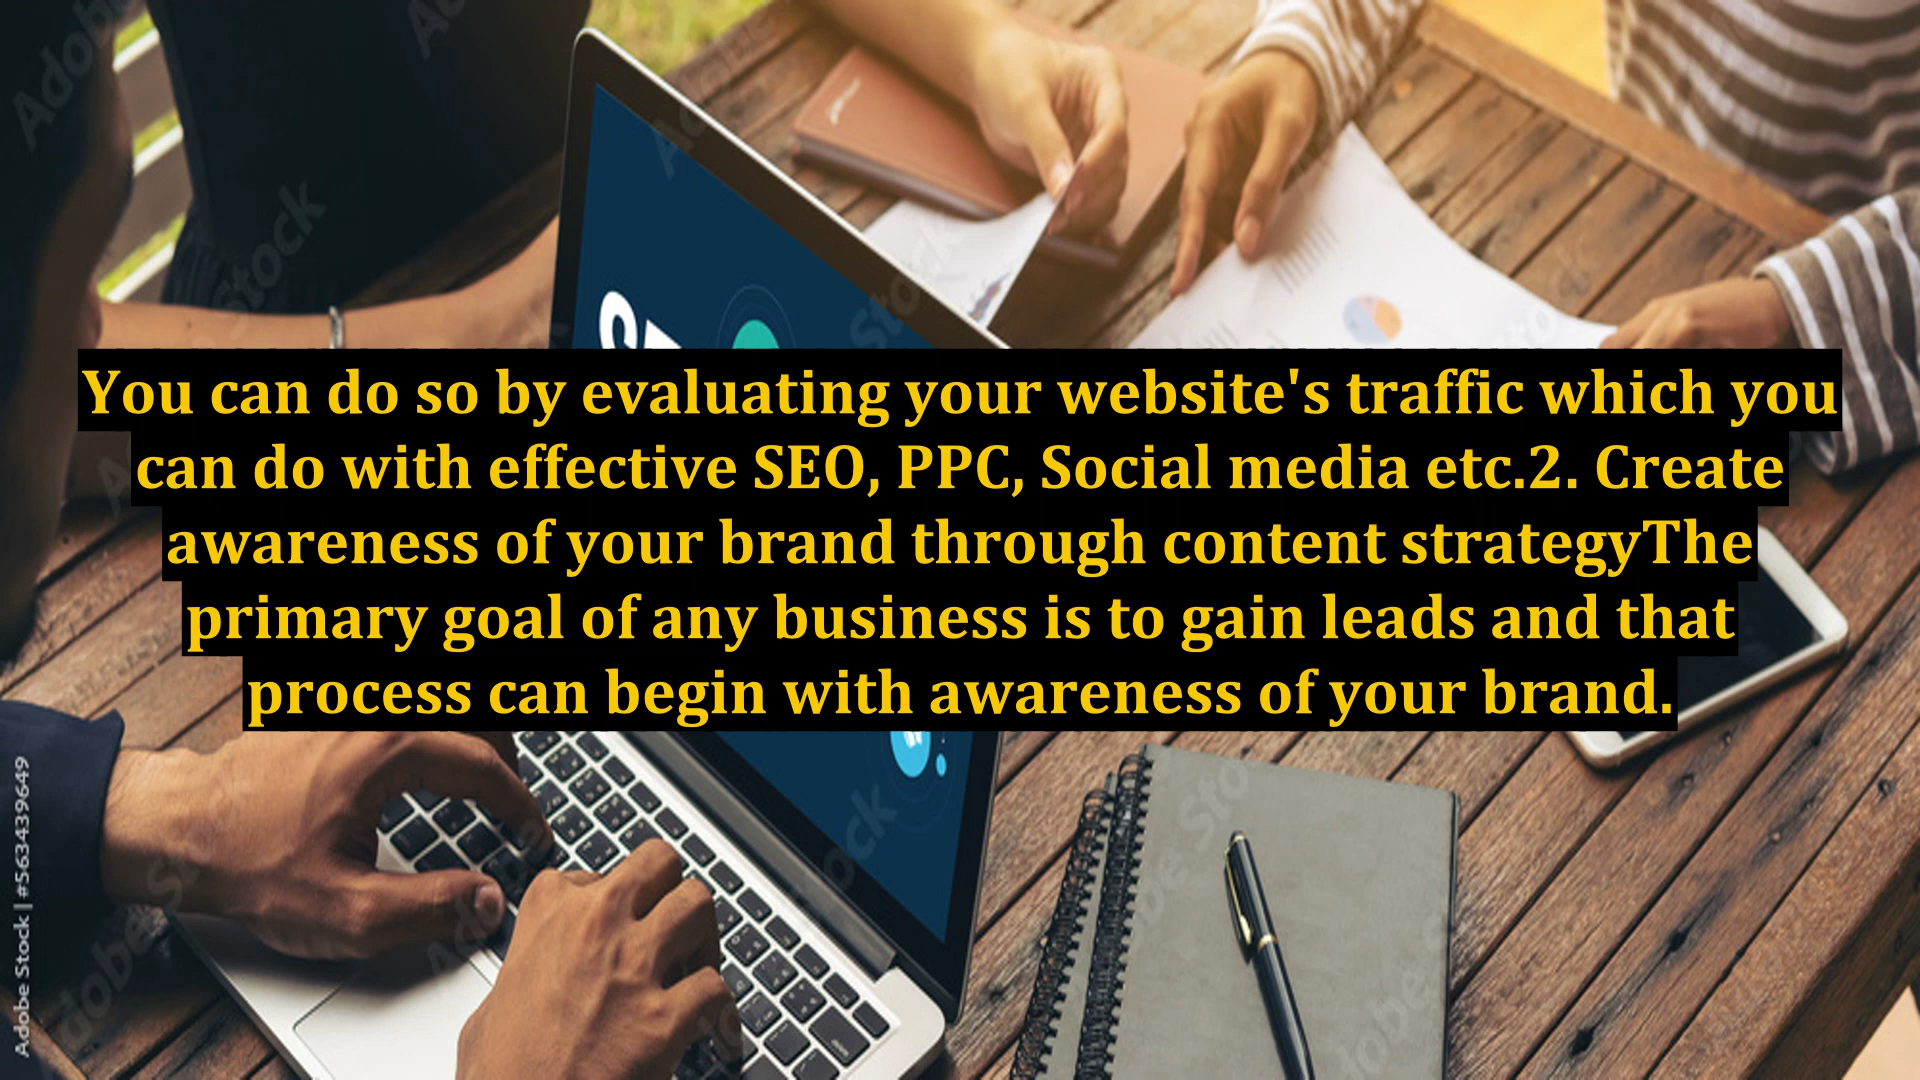 You can do so by evaluating your website's traffic which you
can do with effective SEO, PPC, Social media etc.2. Create
awareness of your brand through content strategyThe
primary goal of any business is to gain leads and that
process can begin with awareness of your brand.
Adobe Stock | #563439649